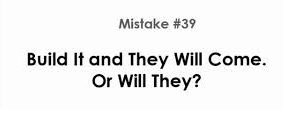 Mistake #39
Build It and They Will Come.
Or Will They?